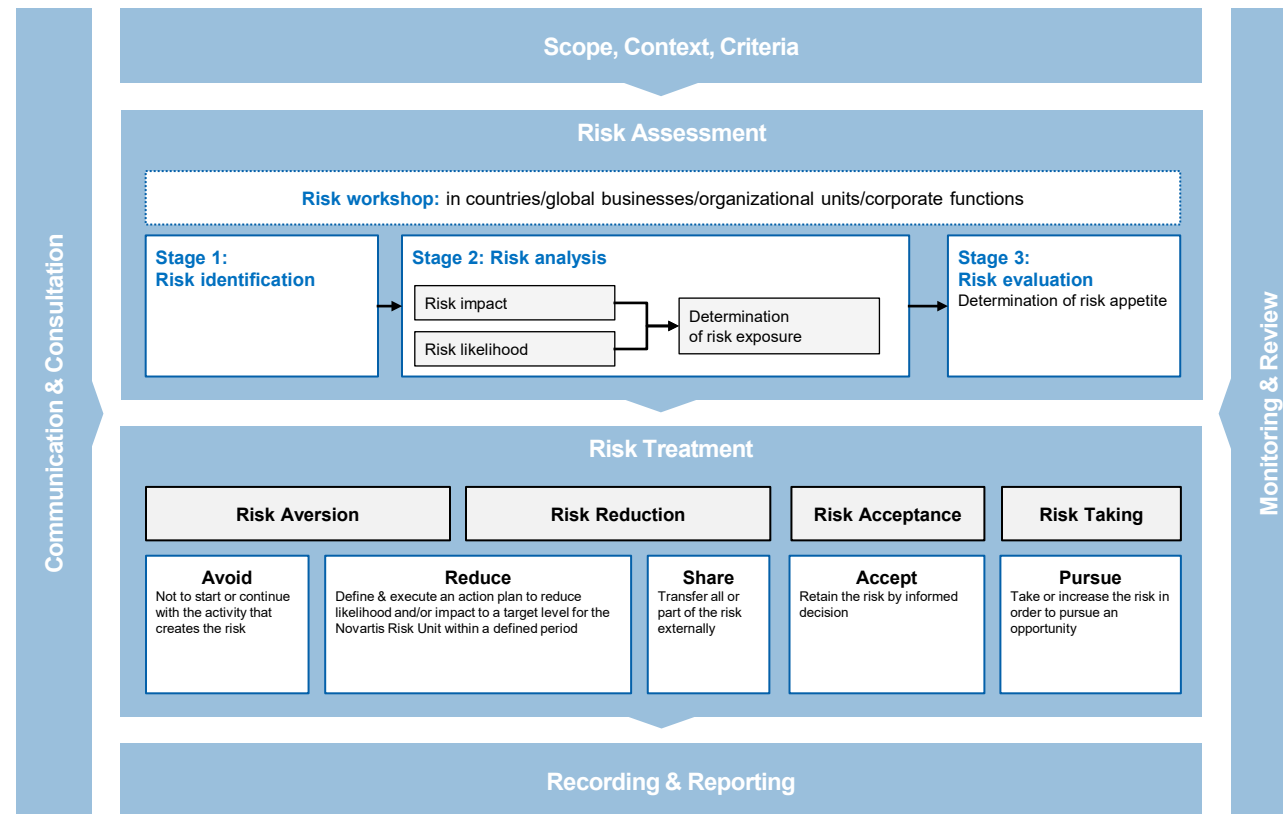 Scope, Context, Criteria
Communication & Consultation
Monitoring & Review
Risk Assessment
Risk workshop: in countries/global businesses/organizational units/corporate functions
Stage 1:
Risk identification
Stage 2: Risk analysis
Risk impact
Risk likelihood
Determination
of risk exposure
Stage 3:
Risk evaluation
Determination of risk appetite
Risk Treatment
Risk Aversion
Risk Reduction
Risk Acceptance
Risk Taking
Avoid
Not to start or continue
with the activity that
creates the risk
Reduce
Define & execute an action plan to reduce
likelihood and/or impact to a target level for the
Novartis Risk Unit within a defined period
Share
Transfer all or
part of the risk
externally
Accept
Retain the risk by informed
decision
Pursue
Take or increase the risk in
order to pursue an
opportunity
Recording & Reporting